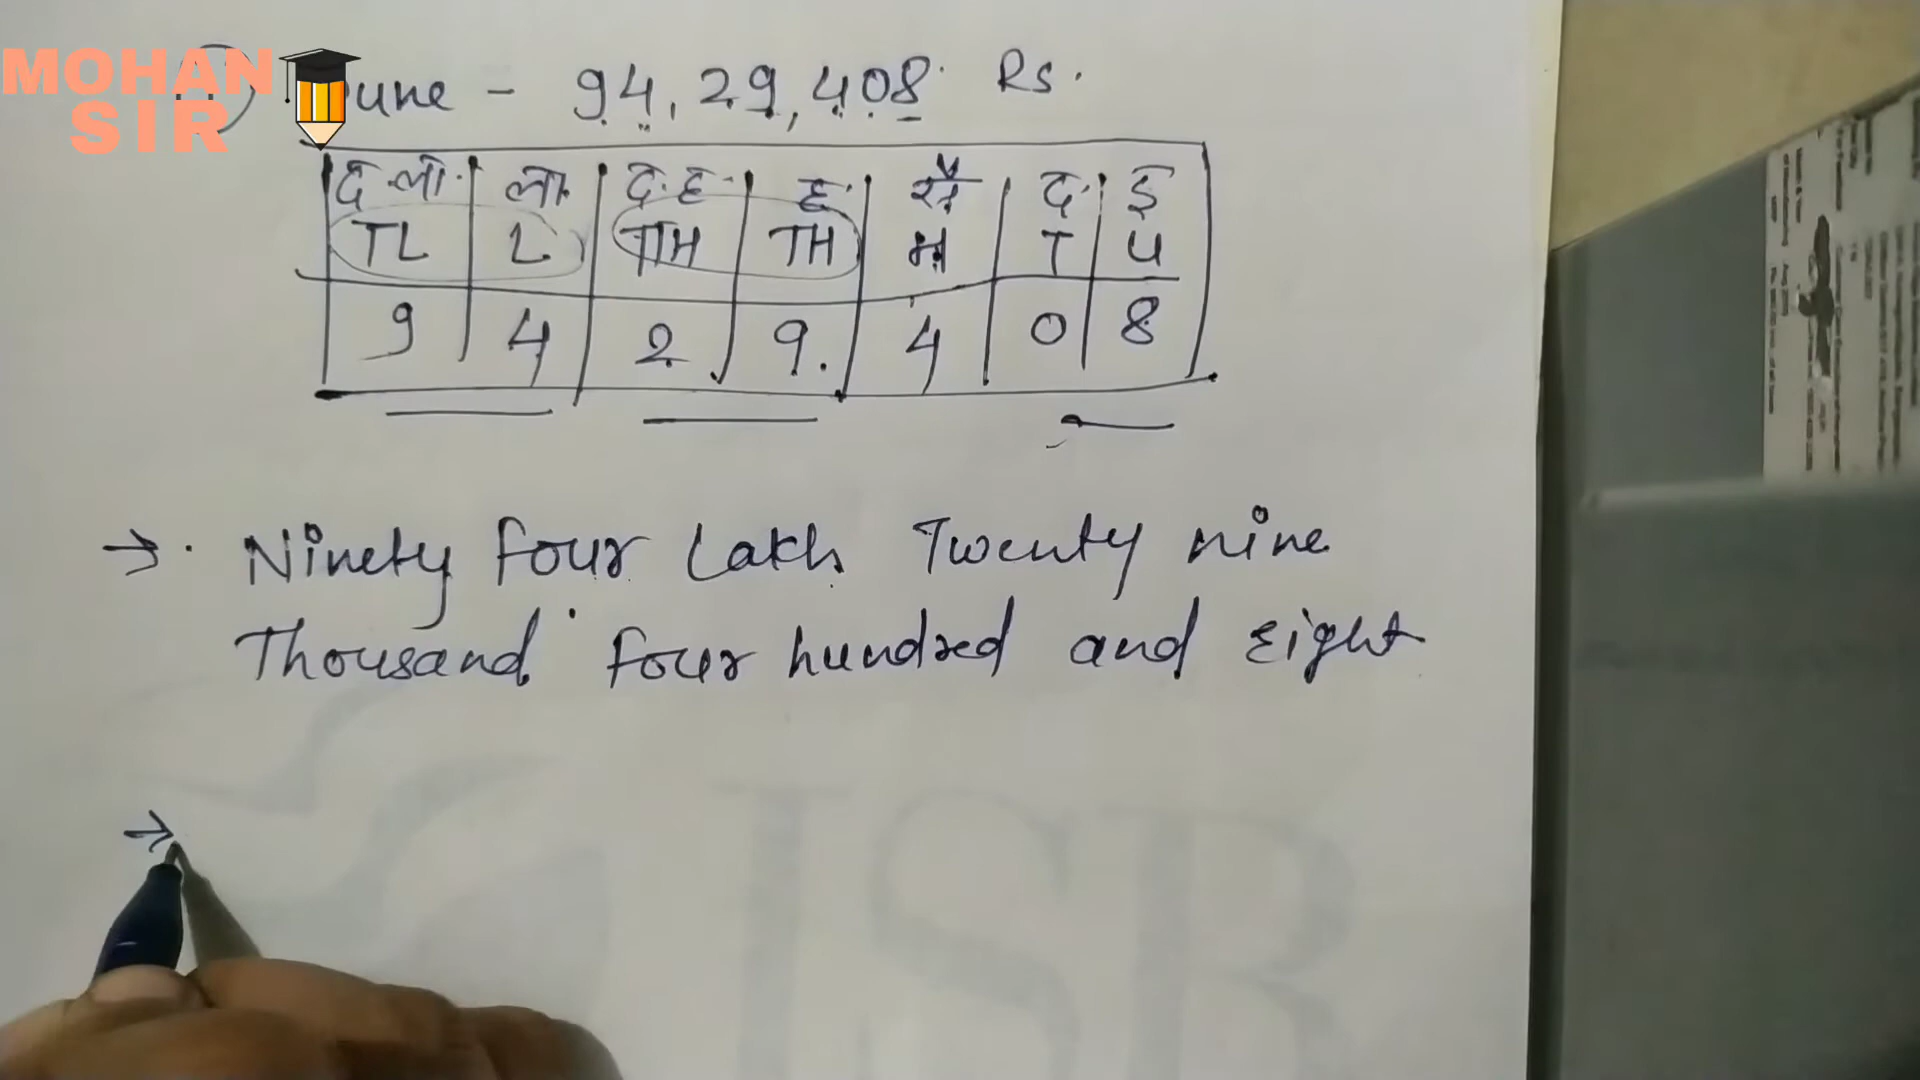 MOHAN
SIR
June - 94,29,408 Rs.
द.ला. ला. द.ह. ह. द. इ
TL L TTH TH H T U
9 4 2 9 4 0 8
→ Ninety four Lakh Twenty nine
Thousand four hundred and Eight
→